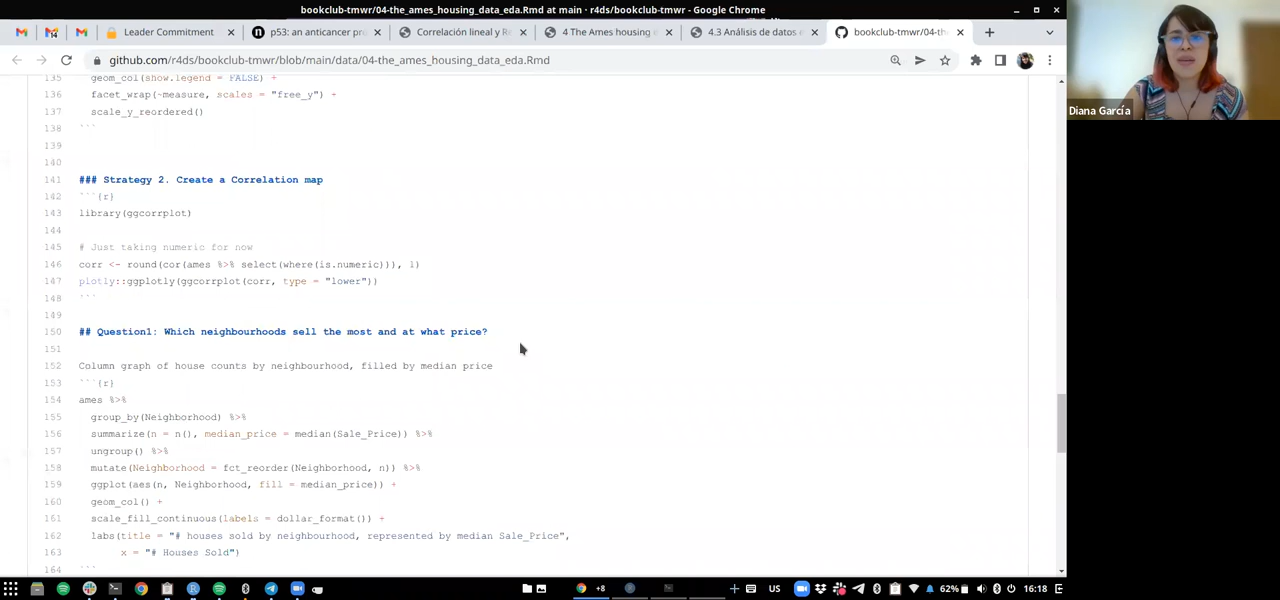 bookclub-tmwr/04-the_ames_housing_data_eda.Rmd at main · r4ds/bookclub-tmwr - Google Chrome
Leader Commitment
p53: an anticancer pr
Correlación lineal y R
4 The Ames housing
4.3 Análisis de datos e
bookclub-tmwr/04-th
github.com/r4ds/bookclub-tmwr/blob/main/data/04-the_ames_housing_data_eda.Rmd
Diana García
135 geom_col(show.legend = FALSE) +
136 facet_wrap(~measure, scales = "free_y") +
137 scale_y_reordered()
138 ```
139
140
141 ### Strategy 2. Create a Correlation map
142 ```{r}
143 library(ggcorrplot)
144
145 # Just taking numeric for now
146 corr <- round(cor(ames %>% select(where(is.numeric))), 1)
147 plotly::ggplotly(ggcorrplot(corr, type = "lower"))
148 ```
149
150 ## Question1: Which neighbourhoods sell the most and at what price?
151
152 Column graph of house counts by neighbourhood, filled by median price
153 ```{r}
154 ames %>%
155 group_by(Neighborhood) %>%
156 summarize(n = n(), median_price = median(Sale_Price)) %>%
157 ungroup() %>%
158 mutate(Neighborhood = fct_reorder(Neighborhood, n)) %>%
159 ggplot(aes(n, Neighborhood, fill = median_price)) +
160 geom_col() +
161 scale_fill_continuous(labels = dollar_format()) +
162 labs(title = "# houses sold by neighbourhood, represented by median Sale_Price",
163 x = "# Houses Sold")
164 ```
+8
US
62%
16:18